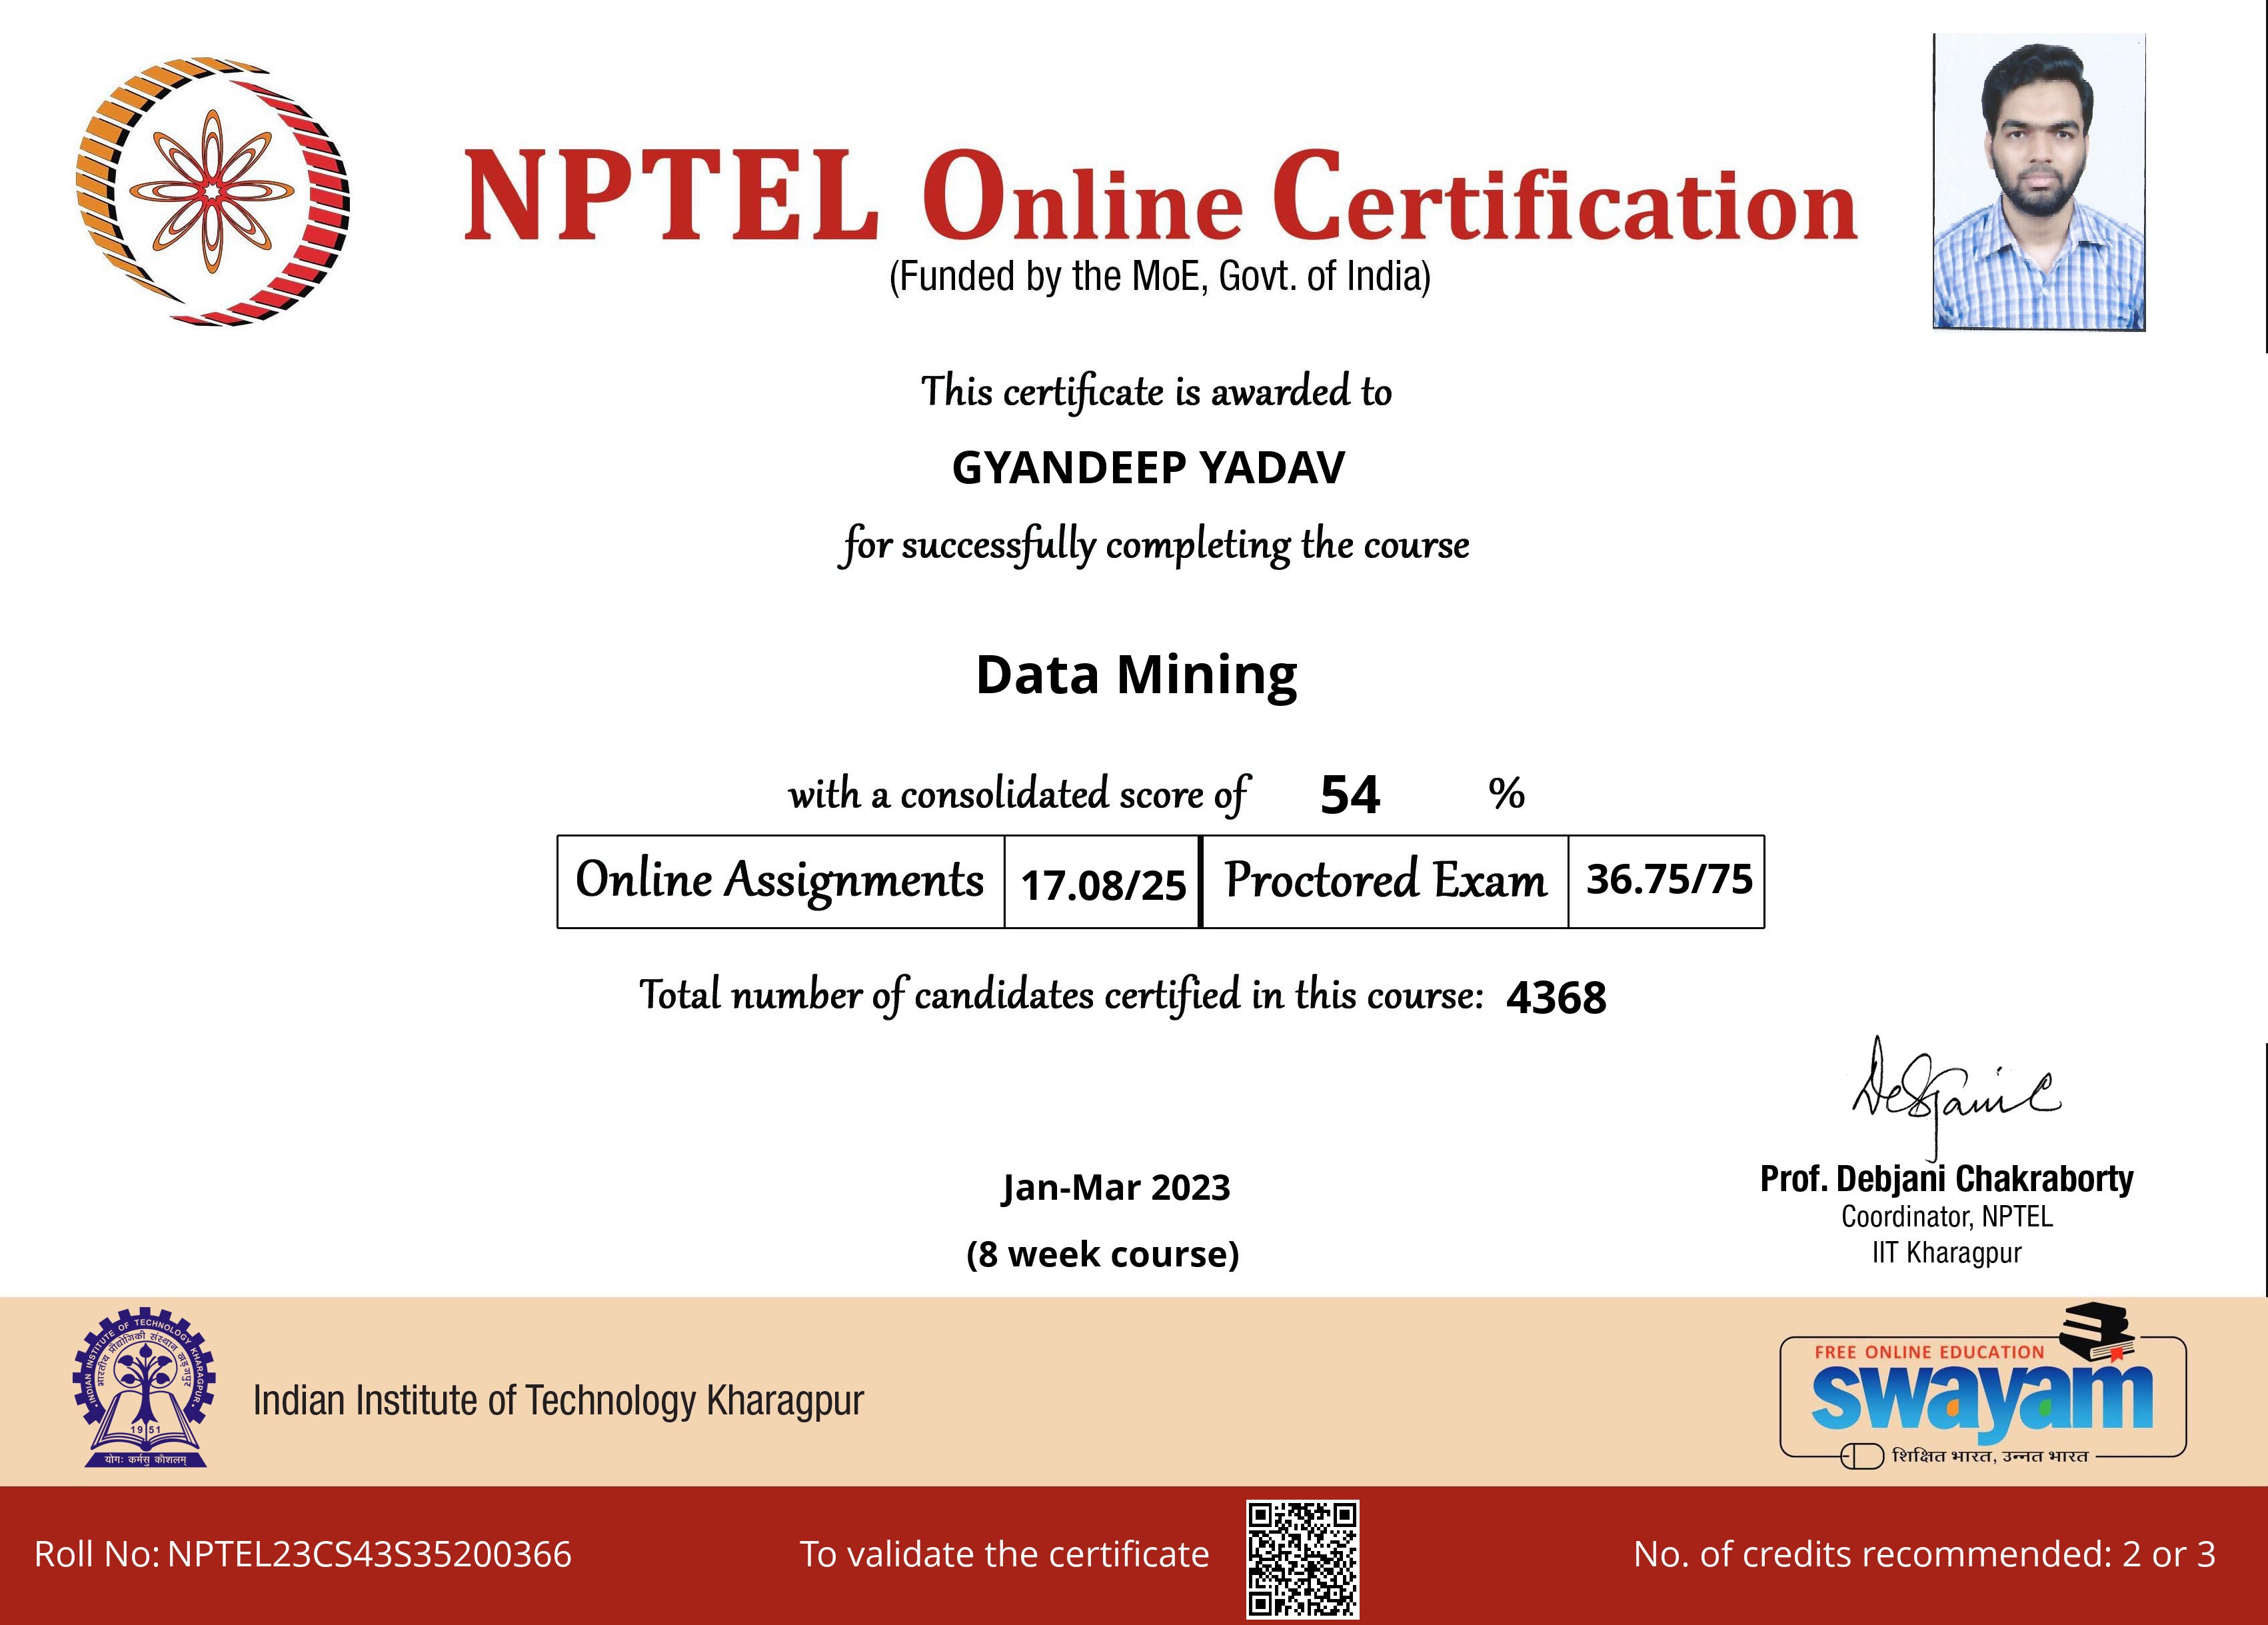 NPTEL Online Certification
(Funded by the MoE, Govt. of India)
This certificate is awarded to
GYANDEEP YADAV
for successfully completing the course
Data Mining
with a consolidated score of 54 %
Online Assignments 17.08/25 Proctored Exam 36.75/75
Total number of candidates certified in this course: 4368
Jan-Mar 2023
(8 week course)
Prof. Debjani Chakraborty
Coordinator, NPTEL
IIT Kharagpur
INDIAN INSTITUTE OF TECHNOLOGY KHARAGPUR
भारतीय प्रौद्योगिकी संस्थान खड़गपुर
1951
योगः कर्मसु कौशलम्
Indian Institute of Technology Kharagpur
FREE ONLINE EDUCATION
swayam
शिक्षित भारत, उन्नत भारत
Roll No: NPTEL23CS43S35200366
To validate the certificate
No. of credits recommended: 2 or 3